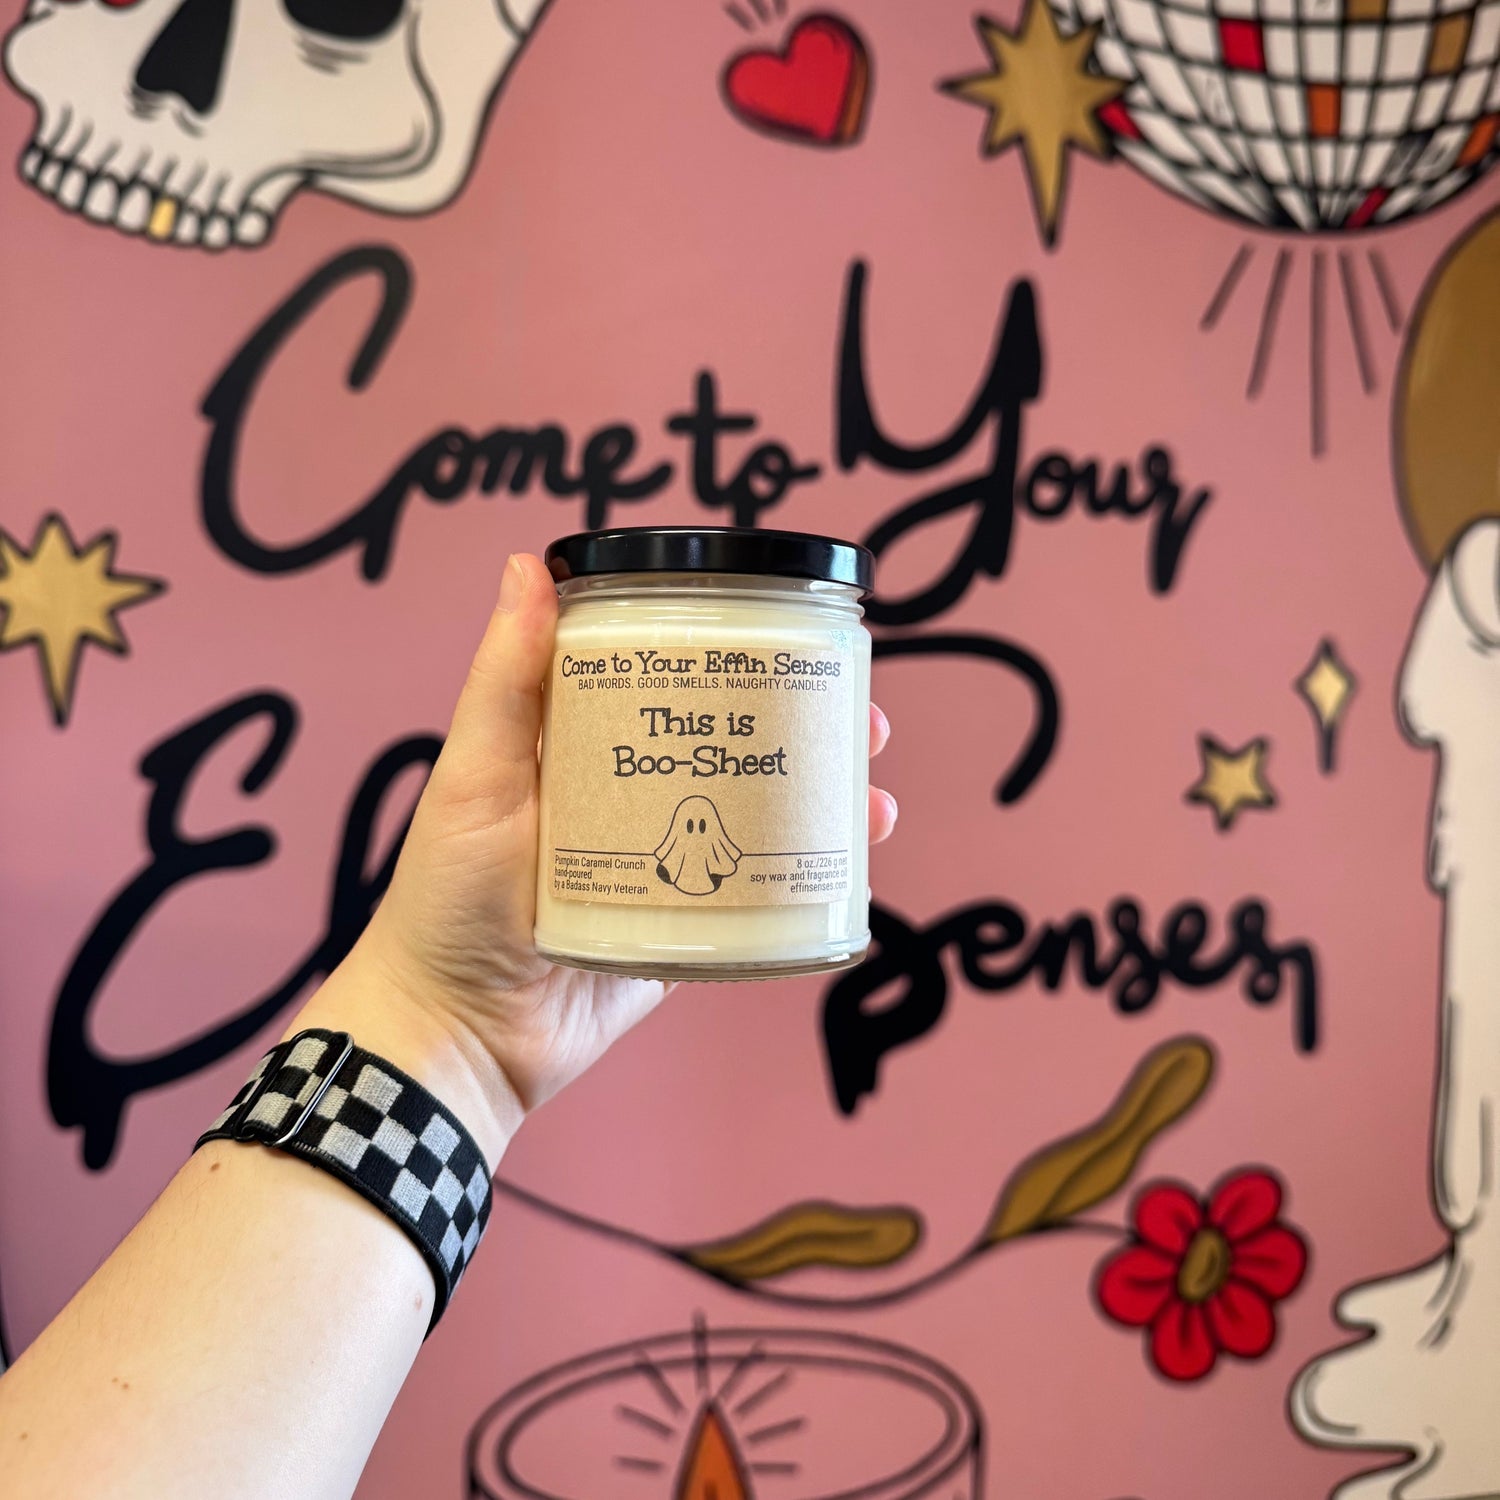 Come to Your
Effin Senses
Come to Your Effin Senses
BAD WORDS. GOOD SMELLS. NAUGHTY CANDLES
This is
Boo-Sheet
Pumpkin Caramel Crunch
hand-poured
by a Badass Navy Veteran
8 oz./226 g net
soy wax and fragrance oil
effinsenses.com